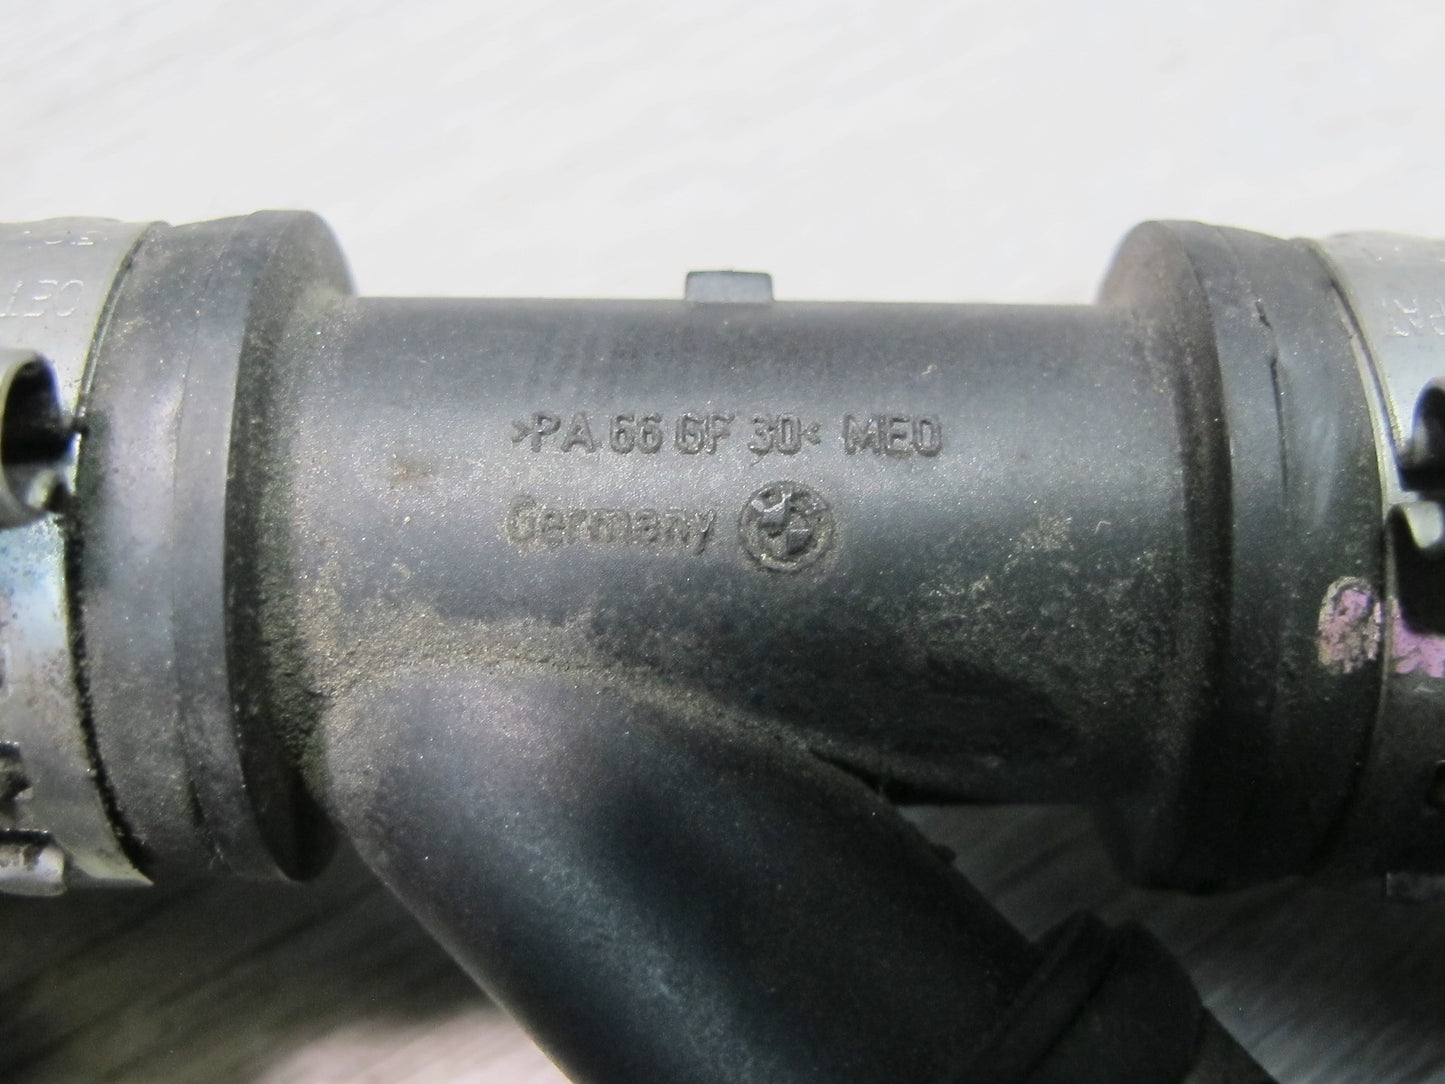 >PA 66 GF 30< MEO
Germany